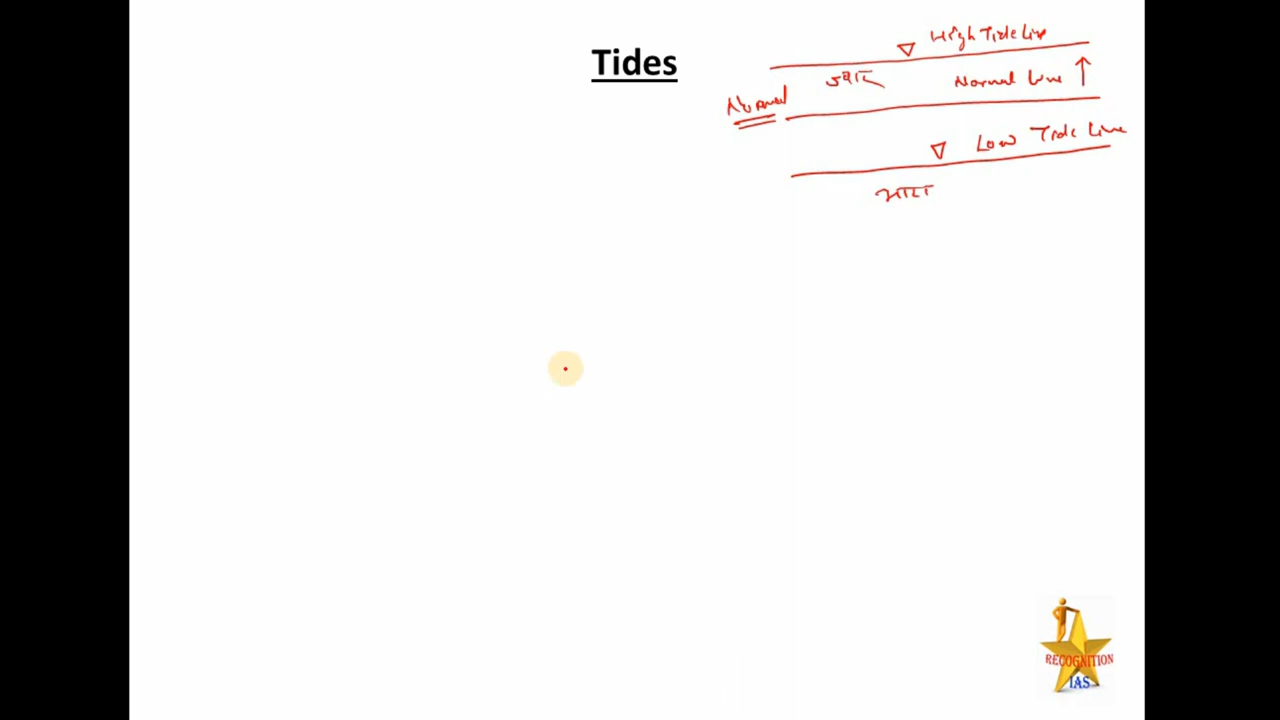 Tides
High Tide Line
ज्वार
Normal Line
Normal
Low Tide Line
भाटा
RECOGNITION
IAS